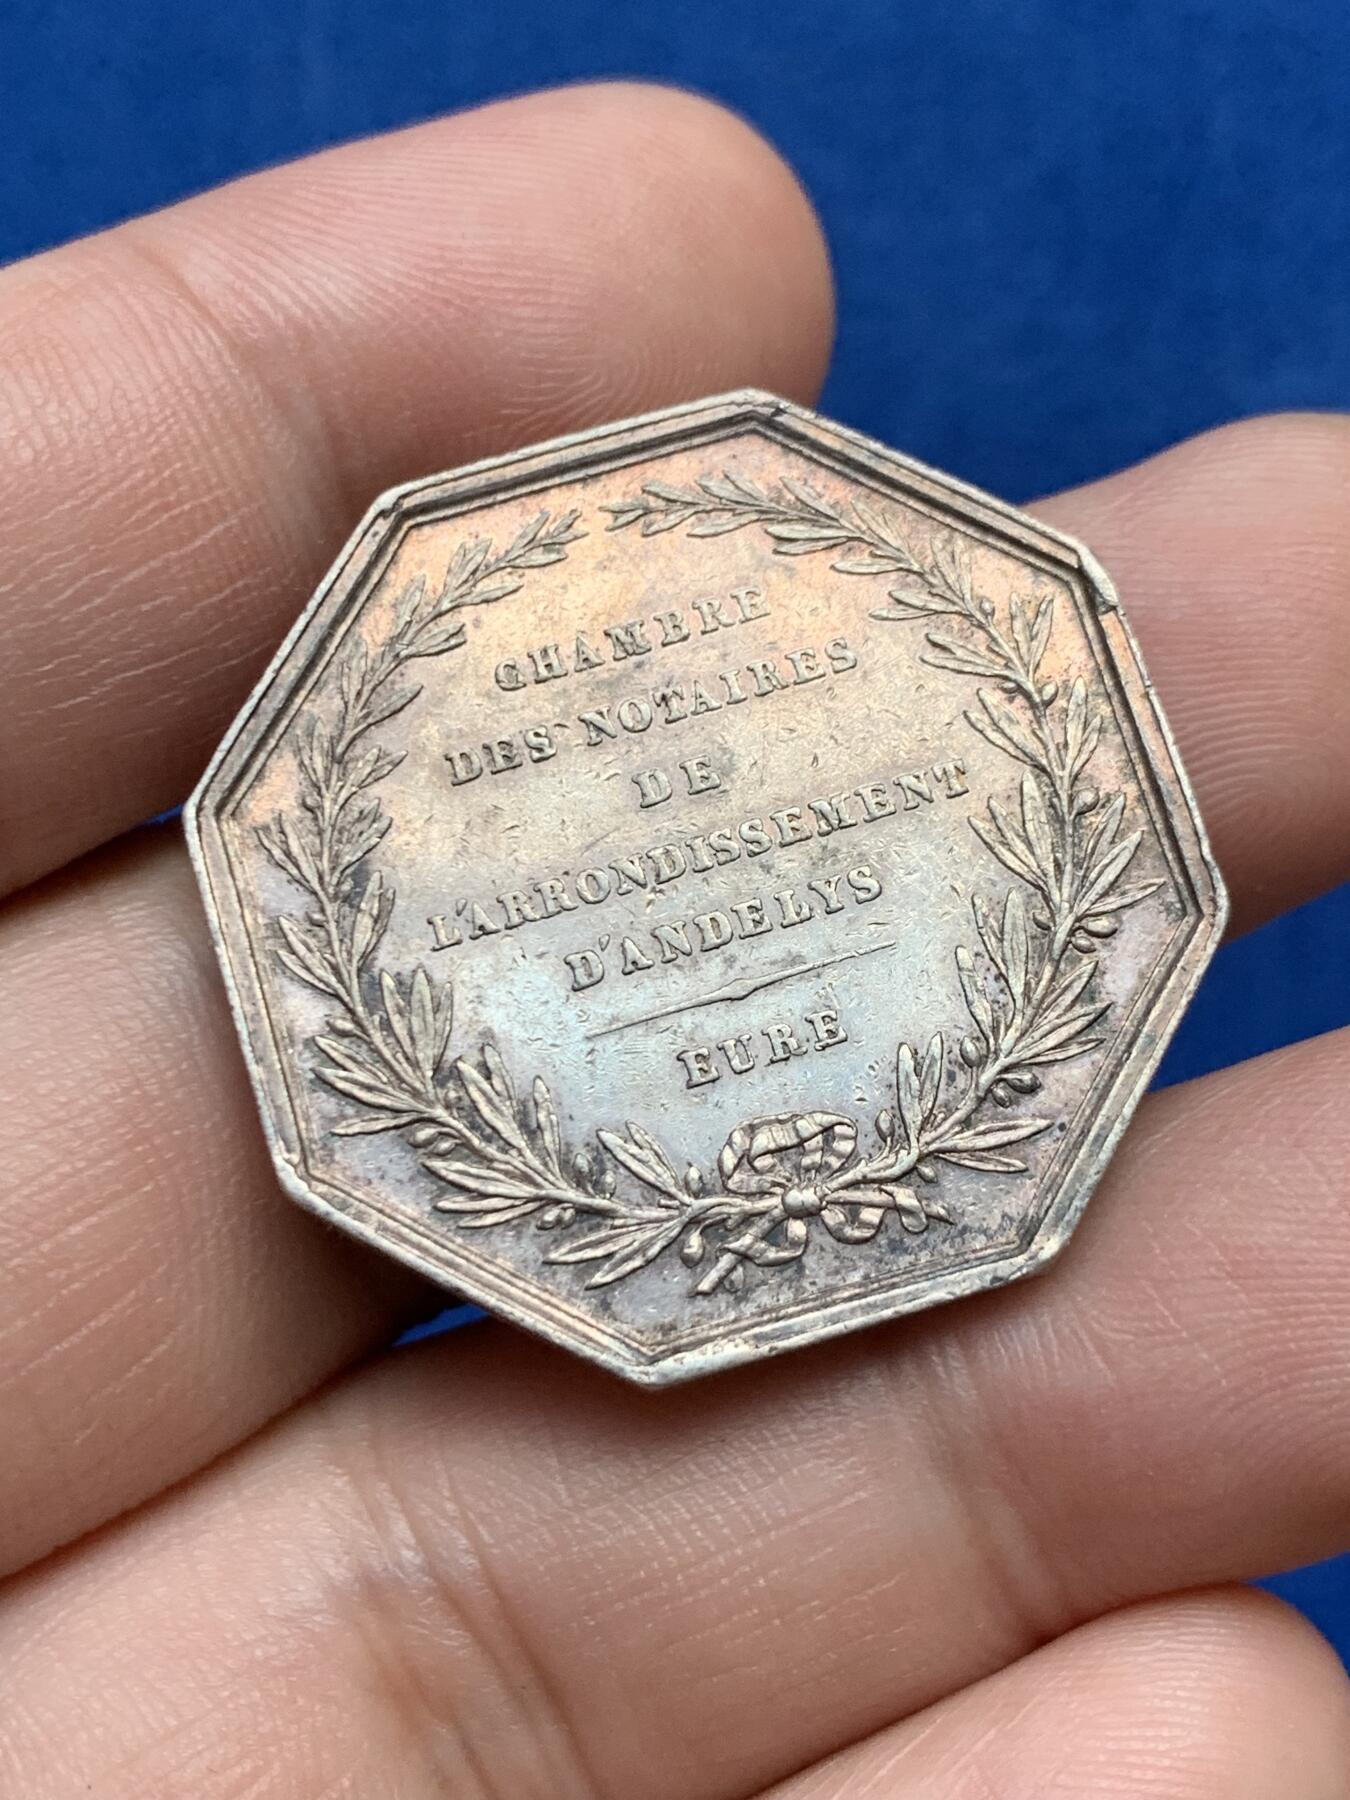 CHAMBRE
DES NOTAIRES
DE
L'ARRONDISSEMENT
D'ANDELYS
EURE